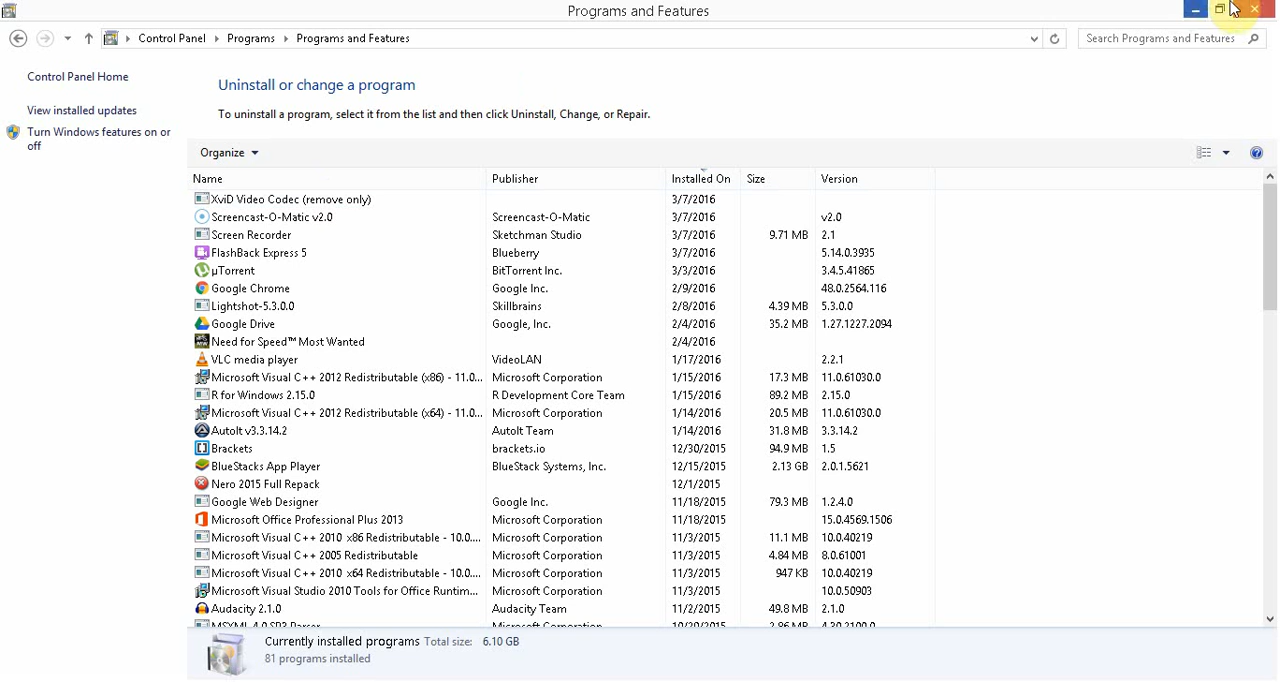 Programs and Features
Control Panel Programs Programs and Features
Search Programs and Features
Control Panel Home
View installed updates
Turn Windows features on or
off
Uninstall or change a program
To uninstall a program, select it from the list and then click Uninstall, Change, or Repair.
Organize
Name Publisher Installed On Size Version
XviD Video Codec (remove only) 3/7/2016
Screencast-O-Matic v2.0 Screencast-O-Matic 3/7/2016 v2.0
Screen Recorder Sketchman Studio 3/7/2016 9.71 MB 2.1
FlashBack Express 5 Blueberry 3/7/2016 5.14.0.3935
µTorrent BitTorrent Inc. 3/3/2016 3.4.5.41865
Google Chrome Google Inc. 2/9/2016 48.0.2564.116
Lightshot-5.3.0.0 Skillbrains 2/8/2016 4.39 MB 5.3.0.0
Google Drive Google, Inc. 2/4/2016 35.2 MB 1.27.1227.2094
Need for Speed™ Most Wanted 2/4/2016
VLC media player VideoLAN 1/17/2016 2.2.1
Microsoft Visual C++ 2012 Redistributable (x86) - 11.0... Microsoft Corporation 1/15/2016 17.3 MB 11.0.61030.0
R for Windows 2.15.0 R Development Core Team 1/15/2016 89.2 MB 2.15.0
Microsoft Visual C++ 2012 Redistributable (x64) - 11.0... Microsoft Corporation 1/14/2016 20.5 MB 11.0.61030.0
AutoIt v3.3.14.2 AutoIt Team 1/14/2016 31.8 MB 3.3.14.2
Brackets brackets.io 12/30/2015 94.9 MB 1.5
BlueStacks App Player BlueStack Systems, Inc. 12/15/2015 2.13 GB 2.0.1.5621
Nero 2015 Full Repack 12/1/2015
Google Web Designer Google Inc. 11/18/2015 79.3 MB 1.2.4.0
Microsoft Office Professional Plus 2013 Microsoft Corporation 11/18/2015 15.0.4569.1506
Microsoft Visual C++ 2010 x86 Redistributable - 10.0.... Microsoft Corporation 11/3/2015 11.1 MB 10.0.40219
Microsoft Visual C++ 2005 Redistributable Microsoft Corporation 11/3/2015 4.84 MB 8.0.61001
Microsoft Visual C++ 2010 x64 Redistributable - 10.0.... Microsoft Corporation 11/3/2015 947 KB 10.0.40219
Microsoft Visual Studio 2010 Tools for Office Runtim... Microsoft Corporation 11/3/2015 10.0.50903
Audacity 2.1.0 Audacity Team 11/2/2015 49.8 MB 2.1.0
MSXML 4.0 SP3 Parser Microsoft Corporation 10/20/2015 2.86 MB 4.30.2100.0
Currently installed programs Total size: 6.10 GB
81 programs installed